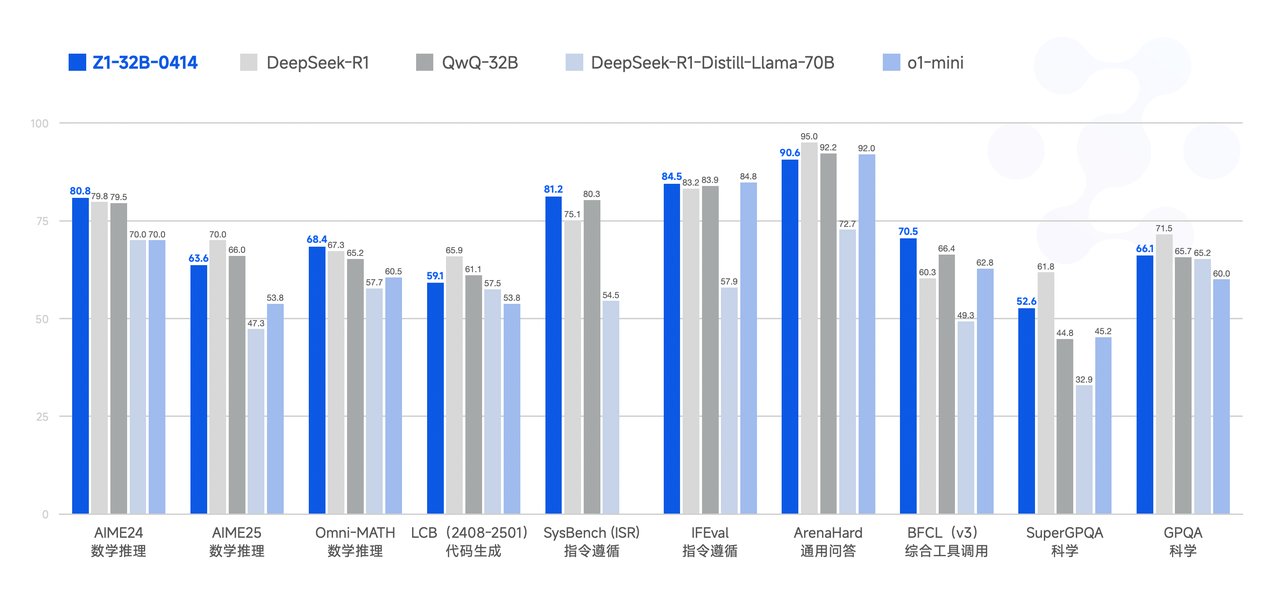 Z1-32B-0414 DeepSeek-R1 QwQ-32B DeepSeek-R1-Distill-Llama-70B o1-mini
100
75
50
25
0
80.8 79.8 79.5 70.0 70.0
63.6 70.0 66.0 47.3 53.8
68.4 67.3 65.2 57.7 60.5
59.1 65.9 61.1 57.5 53.8
81.2 75.1 80.3 54.5
84.5 83.2 83.9 57.9 84.8
90.6 95.0 92.2 72.7 92.0
70.5 60.3 66.4 49.3 62.8
52.6 61.8 44.8 32.9 45.2
66.1 71.5 65.7 65.2 60.0
AIME24 AIME25 Omni-MATH LCB（2408-2501） SysBench (ISR) IFEval ArenaHard BFCL（v3） SuperGPQA GPQA
数学推理 数学推理 数学推理 代码生成 指令遵循 指令遵循 通用问答 综合工具调用 科学 科学